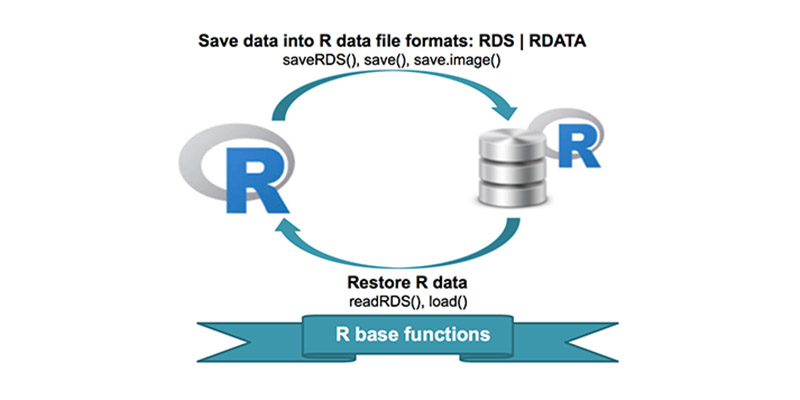 Save data into R data file formats: RDS | RDATA
saveRDS(), save(), save.image()
R
R
Restore R data
readRDS(), load()
R base functions